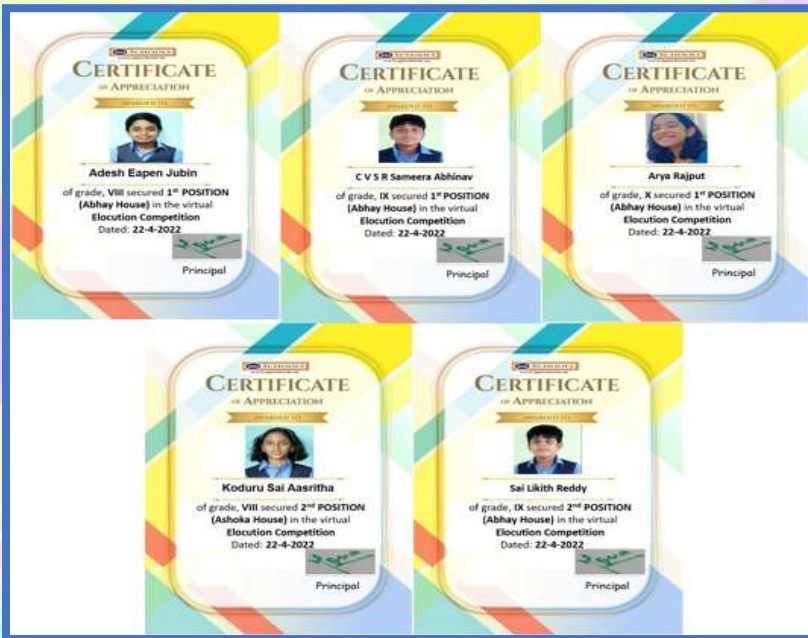 SCHOOLS
CERTIFICATE
OF APPRECIATION
AWARDED TO
Adesh Eapen Jubin
of grade, VIII secured 1st POSITION
(Abhay House) in the virtual
Elocution Competition
Dated: 22-4-2022
Principal
SCHOOLS
CERTIFICATE
OF APPRECIATION
AWARDED TO
C V S R Sameera Abhinav
of grade, IX secured 1st POSITION
(Abhay House) in the virtual
Elocution Competition
Dated: 22-4-2022
Principal
SCHOOLS
CERTIFICATE
OF APPRECIATION
AWARDED TO
Arya Rajput
of grade, X secured 1st POSITION
(Abhay House) in the virtual
Elocution Competition
Dated: 22-4-2022
Principal
SCHOOLS
CERTIFICATE
OF APPRECIATION
AWARDED TO
Koduru Sai Aasritha
of grade, VIII secured 2nd POSITION
(Ashoka House) in the virtual
Elocution Competition
Dated: 22-4-2022
Principal
SCHOOLS
CERTIFICATE
OF APPRECIATION
AWARDED TO
Sai Likith Reddy
of grade, IX secured 2nd POSITION
(Abhay House) in the virtual
Elocution Competition
Dated: 22-4-2022
Principal